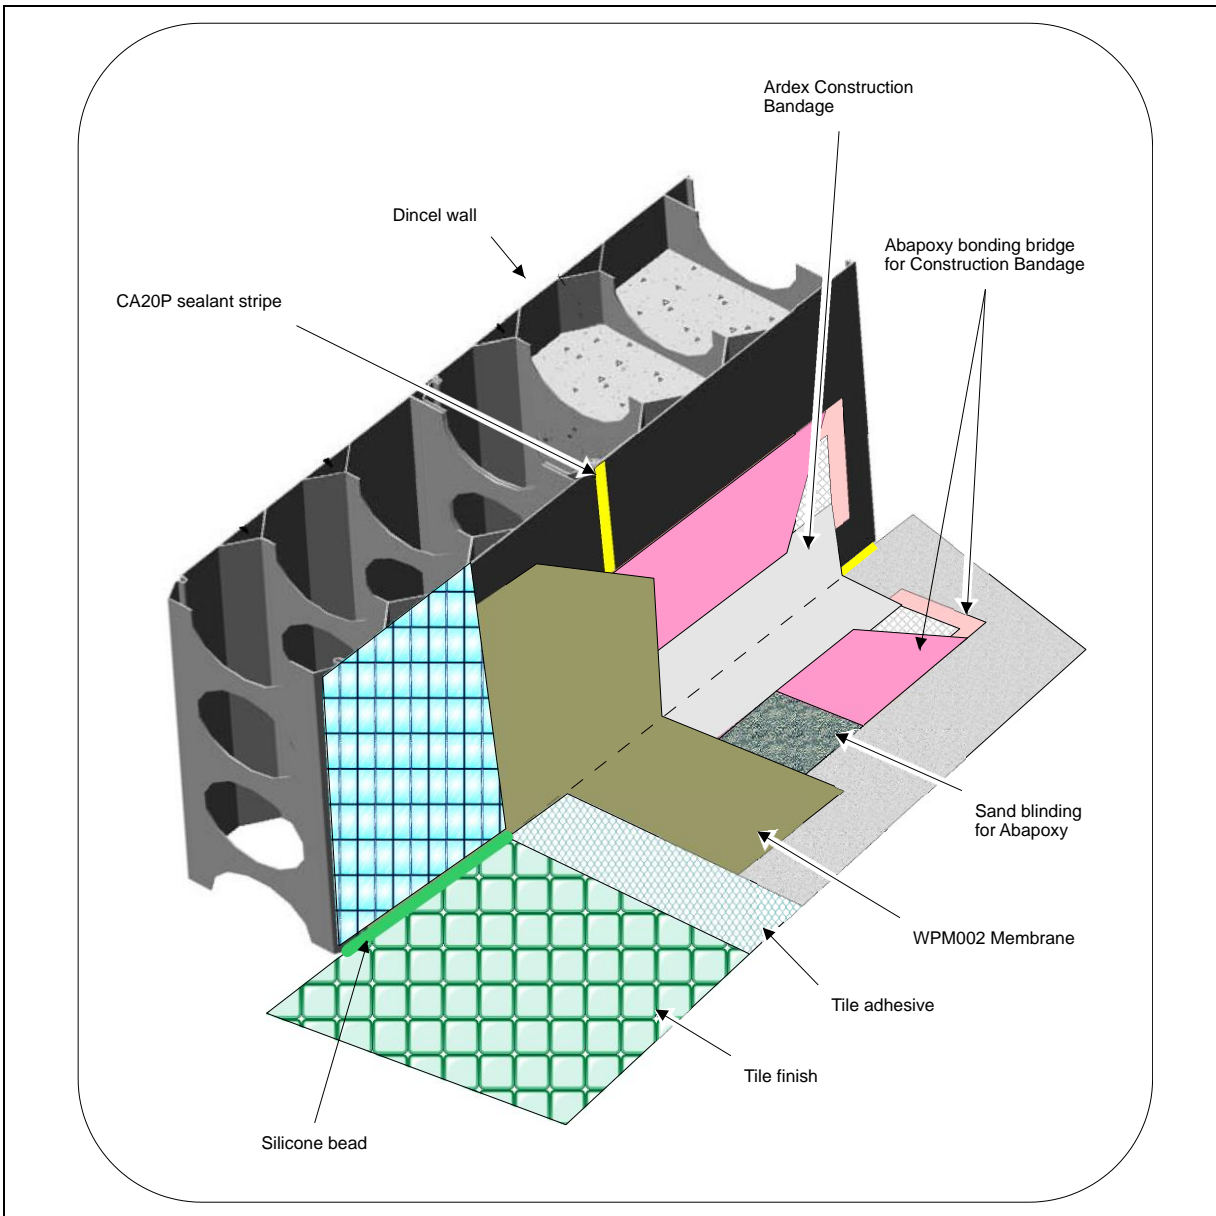 Ardex Construction
Bandage
Dincel wall
Abapoxy bonding bridge
for Construction Bandage
CA20P sealant stripe
Sand blinding
for Abapoxy
WPM002 Membrane
Tile adhesive
Tile finish
Silicone bead